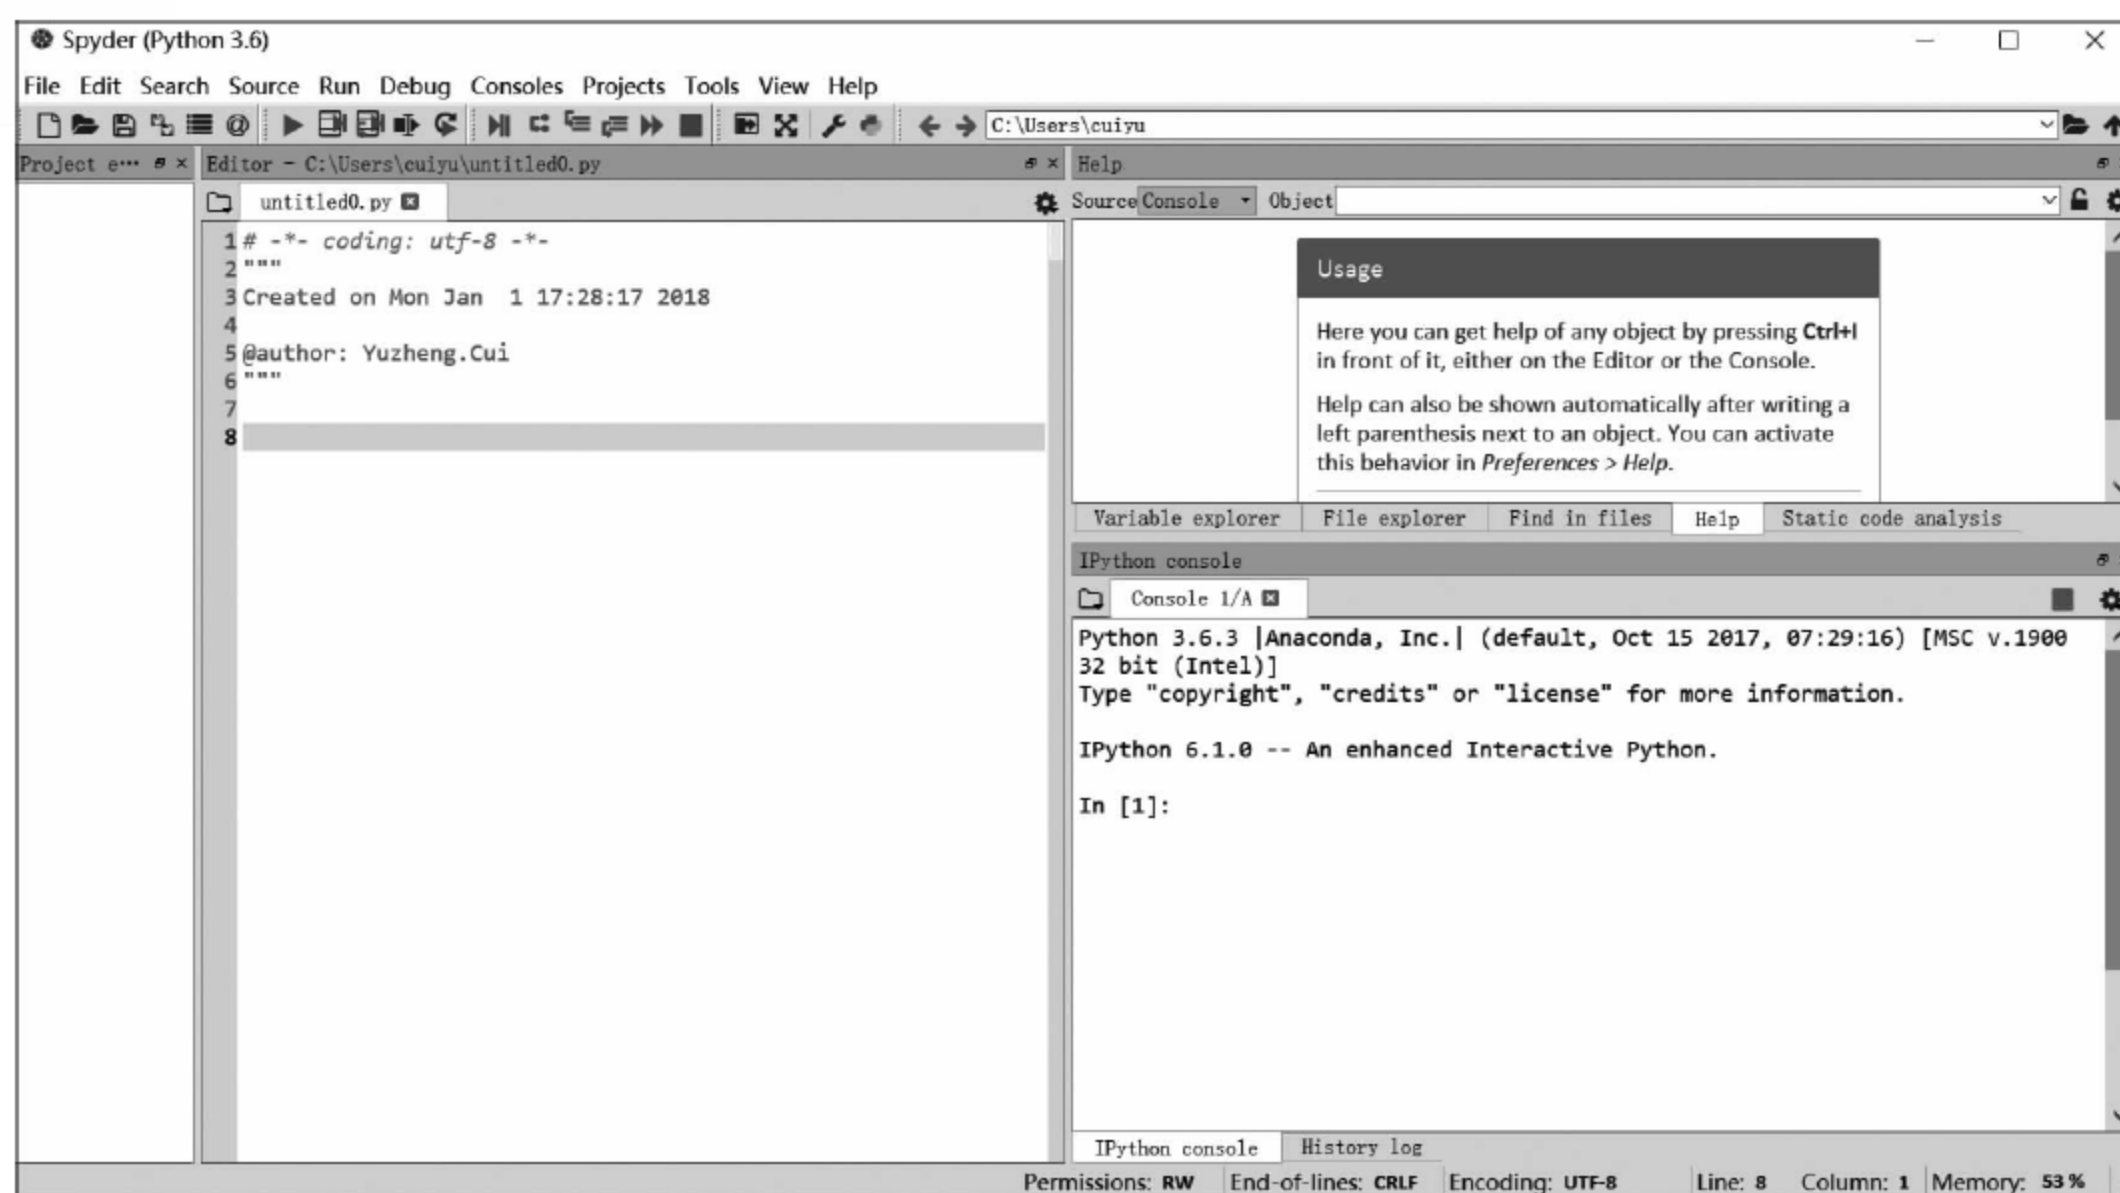 Spyder (Python 3.6)
File Edit Search Source Run Debug Consoles Projects Tools View Help
C:\Users\cuiyu
Project e···
Editor - C:\Users\cuiyu\untitled0.py
Help
untitled0.py
Source Console Object
1 # -*- coding: utf-8 -*-
2 """
3 Created on Mon Jan  1 17:28:17 2018
4
5 @author: Yuzheng.Cui
6 """
7
8
Usage
Here you can get help of any object by pressing Ctrl+I
in front of it, either on the Editor or the Console.
Help can also be shown automatically after writing a
left parenthesis next to an object. You can activate
this behavior in Preferences > Help.
Variable explorer File explorer Find in files Help Static code analysis
IPython console
Console 1/A
Python 3.6.3 |Anaconda, Inc.| (default, Oct 15 2017, 07:29:16) [MSC v.1900
32 bit (Intel)]
Type "copyright", "credits" or "license" for more information.
IPython 6.1.0 -- An enhanced Interactive Python.
In [1]:
IPython console History log
Permissions: RW End-of-lines: CRLF Encoding: UTF-8 Line: 8 Column: 1 Memory: 53 %